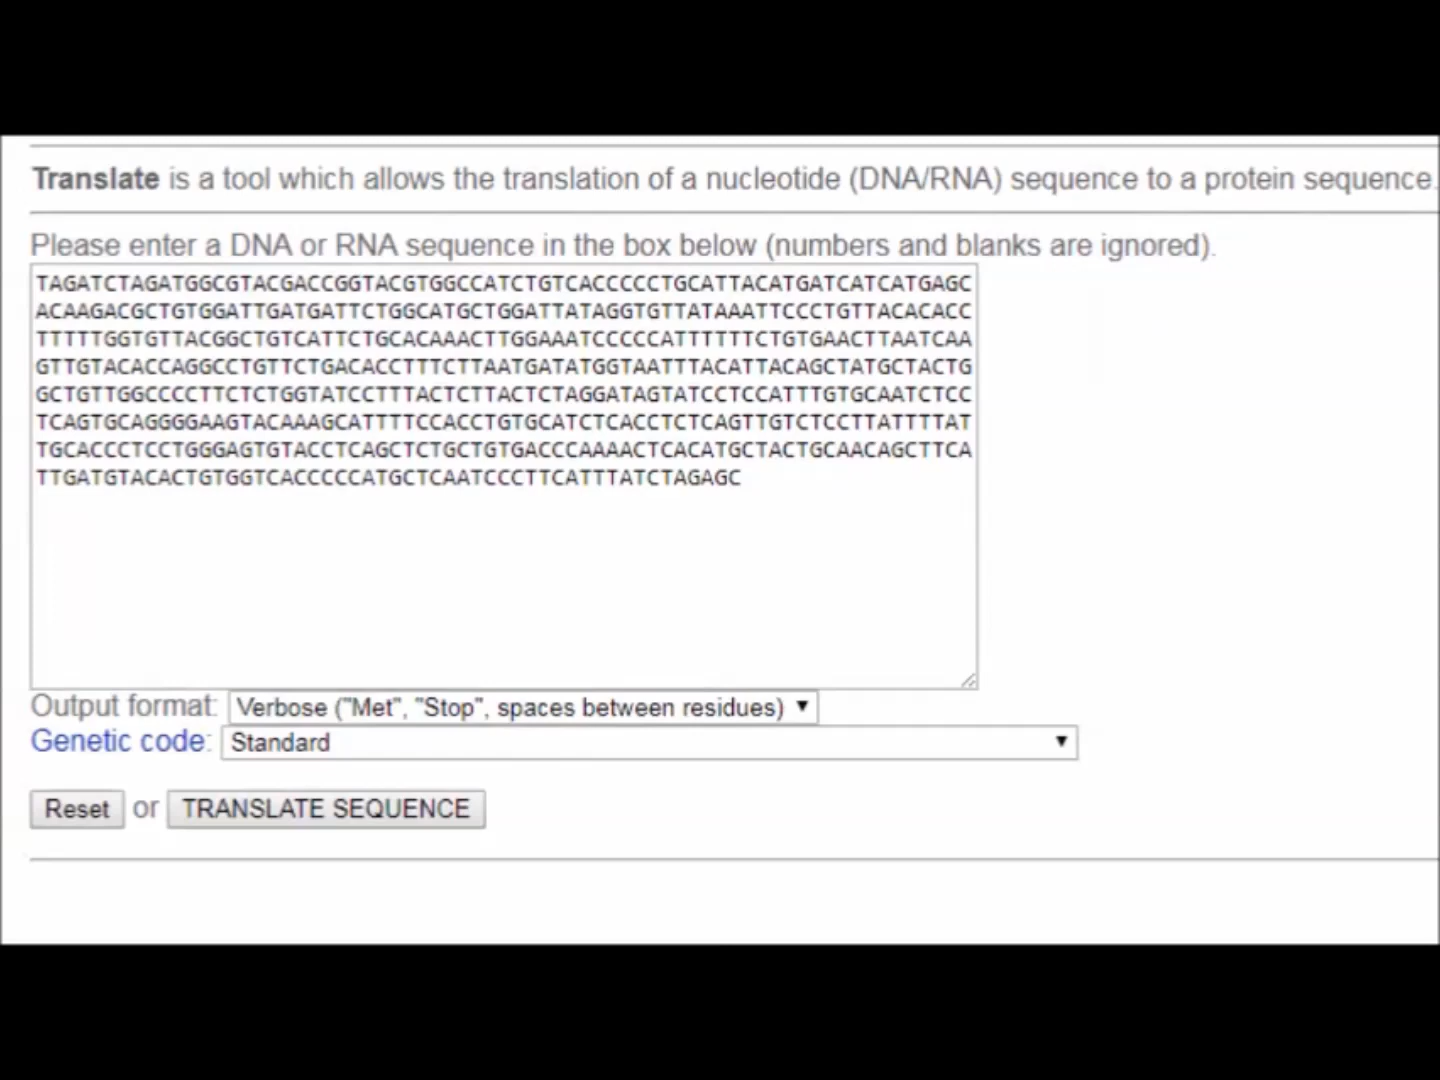 Translate is a tool which allows the translation of a nucleotide (DNA/RNA) sequence to a protein sequence.
Please enter a DNA or RNA sequence in the box below (numbers and blanks are ignored).
TAGATCTAGATGGCGTACGACCGGTACGTGGCCATCTGTCACCCCCTGCATTACATGATCATCATGAGC
ACAAGACGCTGTGGATTGATGATTCTGGCATGCTGGATTATAGGTGTTATAAATTCCCTGTTACACACC
TTTTTGGTGTTACGGCTGTCATTCTGCACAAACTTGGAAATCCCCCATTTTTTCTGTGAACTTAATCAA
GTTGTACACCAGGCCTGTTCTGACACCTTTCTTAATGATATGGTAATTTACATTACAGCTATGCTACTG
GCTGTTGGCCCCTTCTCTGGTATCCTTTACTCTTACTCTAGGATAGTATCCTCCATTTGTGCAATCTCC
TCAGTGCAGGGGAAGTACAAAGCATTTTCCACCTGTGCATCTCACCTCTCAGTTGTCTCCTTATTTTAT
TGCACCCTCCTGGGAGTGTACCTCAGCTCTGCTGTGACCCAAAACTCACATGCTACTGCAACAGCTTCA
TTGATGTACACTGTGGTCACCCCCATGCTCAATCCCTTCATTTATCTAGAGC
Output format: Verbose ("Met", "Stop", spaces between residues)
Genetic code: Standard
Reset or TRANSLATE SEQUENCE